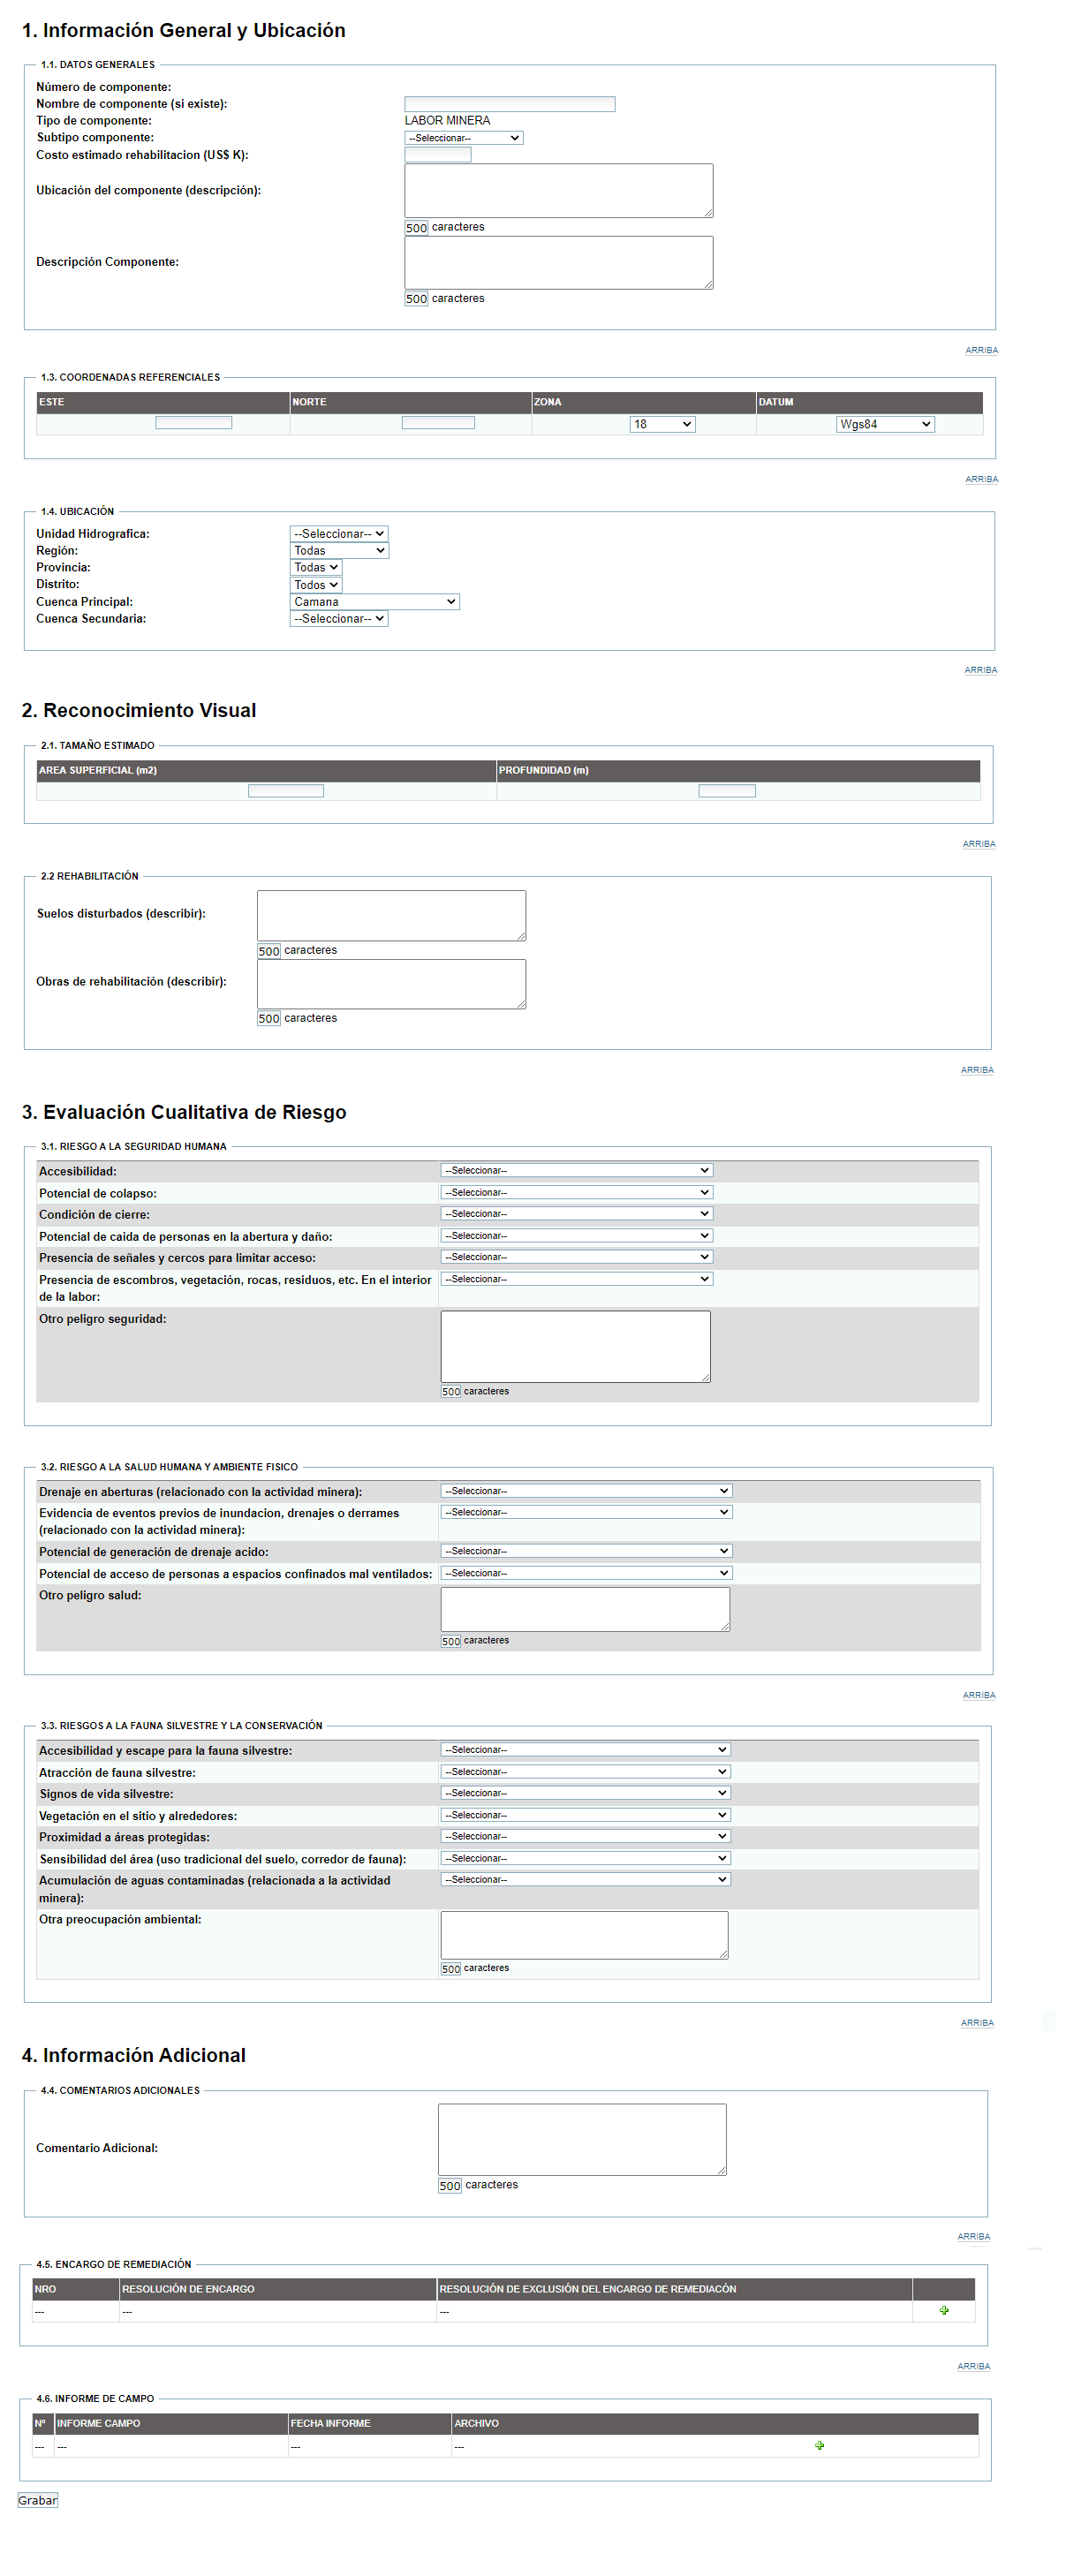 1. Información General y Ubicación
1.1. DATOS GENERALES
Número de componente:
Nombre de componente (si existe):
Tipo de componente: LABOR MINERA
Subtipo componente: --Seleccionar--
Costo estimado rehabilitacion (US$ K):
Ubicación del componente (descripción):
500 caracteres
Descripción Componente:
500 caracteres
ARRIBA
1.3. COORDENADAS REFERENCIALES
ESTE NORTE ZONA DATUM
18 Wgs84
ARRIBA
1.4. UBICACIÓN
Unidad Hidrografica: --Seleccionar--
Región: Todas
Provincia: Todas
Distrito: Todos
Cuenca Principal: Camana
Cuenca Secundaria: --Seleccionar--
ARRIBA
2. Reconocimiento Visual
2.1. TAMAÑO ESTIMADO
AREA SUPERFICIAL (m2) PROFUNDIDAD (m)
ARRIBA
2.2 REHABILITACIÓN
Suelos disturbados (describir):
500 caracteres
Obras de rehabilitación (describir):
500 caracteres
ARRIBA
3. Evaluación Cualitativa de Riesgo
3.1. RIESGO A LA SEGURIDAD HUMANA
Accesibilidad: --Seleccionar--
Potencial de colapso: --Seleccionar--
Condición de cierre: --Seleccionar--
Potencial de caida de personas en la abertura y daño: --Seleccionar--
Presencia de señales y cercos para limitar acceso: --Seleccionar--
Presencia de escombros, vegetación, rocas, residuos, etc. En el interior --Seleccionar--
de la labor:
Otro peligro seguridad:
500 caracteres
3.2. RIESGO A LA SALUD HUMANA Y AMBIENTE FISICO
Drenaje en aberturas (relacionado con la actividad minera): --Seleccionar--
Evidencia de eventos previos de inundacion, drenajes o derrames --Seleccionar--
(relacionado con la actividad minera):
Potencial de generación de drenaje acido: --Seleccionar--
Potencial de acceso de personas a espacios confinados mal ventilados: --Seleccionar--
Otro peligro salud:
500 caracteres
ARRIBA
3.3. RIESGOS A LA FAUNA SILVESTRE Y LA CONSERVACIÓN
Accesibilidad y escape para la fauna silvestre: --Seleccionar--
Atracción de fauna silvestre: --Seleccionar--
Signos de vida silvestre: --Seleccionar--
Vegetación en el sitio y alrededores: --Seleccionar--
Proximidad a áreas protegidas: --Seleccionar--
Sensibilidad del área (uso tradicional del suelo, corredor de fauna): --Seleccionar--
Acumulación de aguas contaminadas (relacionada a la actividad --Seleccionar--
minera):
Otra preocupación ambiental:
500 caracteres
ARRIBA
4. Información Adicional
4.4. COMENTARIOS ADICIONALES
Comentario Adicional:
500 caracteres
ARRIBA
4.5. ENCARGO DE REMEDIACIÓN
NRO RESOLUCIÓN DE ENCARGO RESOLUCIÓN DE EXCLUSIÓN DEL ENCARGO DE REMEDIACÓN
--- --- ---
ARRIBA
4.6. INFORME DE CAMPO
Nº INFORME CAMPO FECHA INFORME ARCHIVO
--- --- --- ---
Grabar